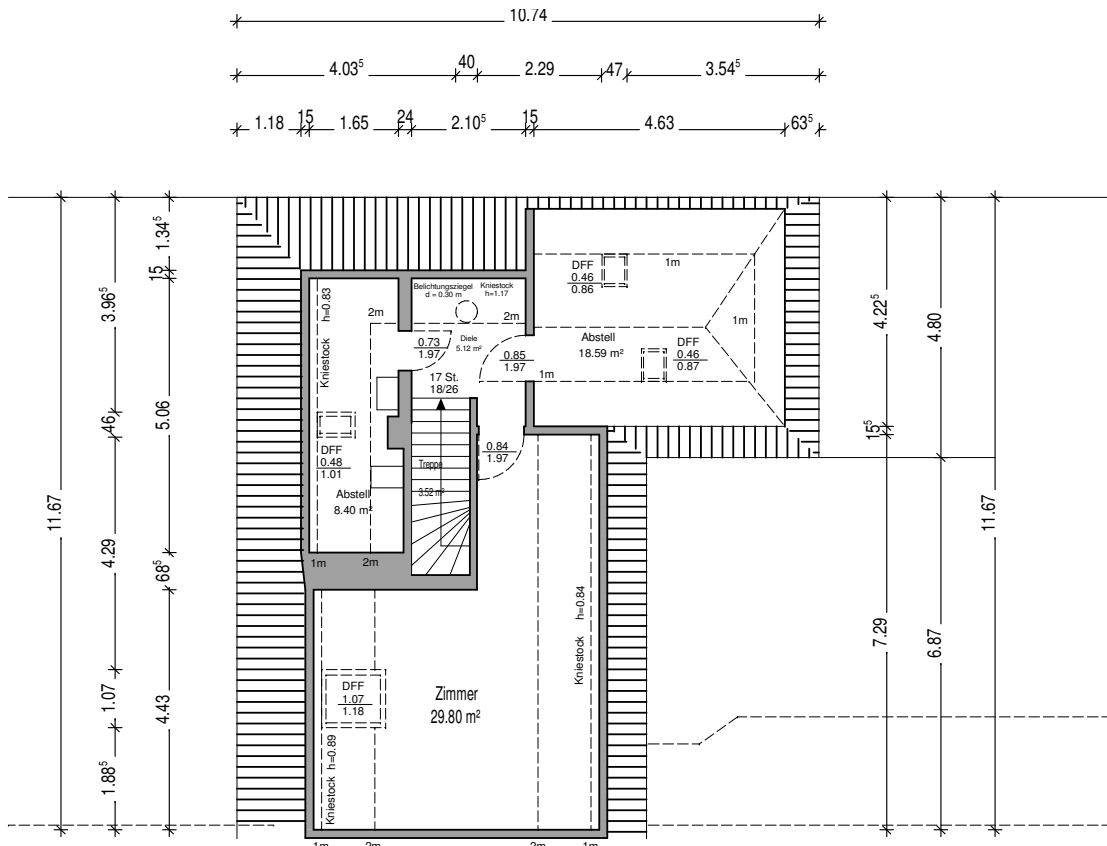 10.74
4.03⁵ 40 2.29 47 3.54⁵
1.18 15 1.65 24 2.10⁵ 15 4.63 63⁵
11.67
3.96⁵
46
4.29
1.07
1.88⁵
1.34⁵
15
5.06
68⁵
4.43
Kniestock h=0.83
2m
Belichtungsziegel
d = 0.30 m
Kniestock
h=1.17
2m
Diele
5.12 m²
0.73
1.97
0.85
1.97
17 St.
18/26
DFF
0.46
0.86
1m
1m
Abstell
18.59 m²
DFF
0.46
0.87
1m
DFF
0.48
1.01
Abstell
8.40 m²
Treppe
3.52 m²
0.84
1.97
1m 2m
Kniestock h=0.84
DFF
1.07
1.18
Zimmer
29.80 m²
Kniestock h=0.89
1m 2m 2m 1m
4.22⁵
15⁵
7.29
4.80
6.87
11.67